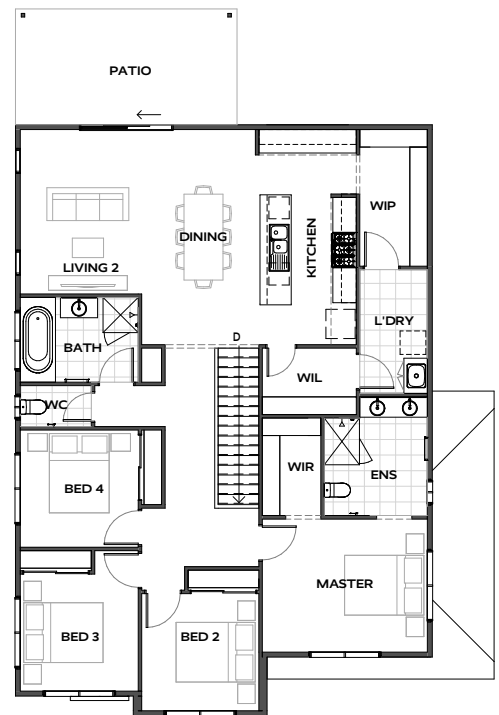 PATIO
WIP
DINING
KITCHEN
LIVING 2
L'DRY
D
BATH
WIL
WC
WIR
ENS
BED 4
MASTER
BED 3
BED 2